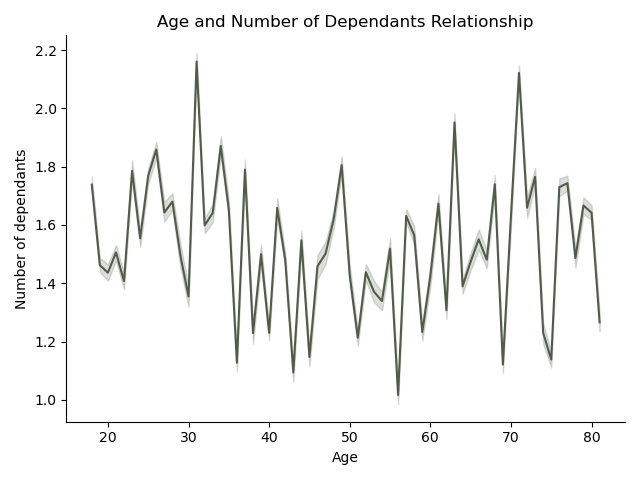 Age and Number of Dependants Relationship
Number of dependants
2.2
2.0
1.8
1.6
1.4
1.2
1.0
20 30 40 50 60 70 80
Age